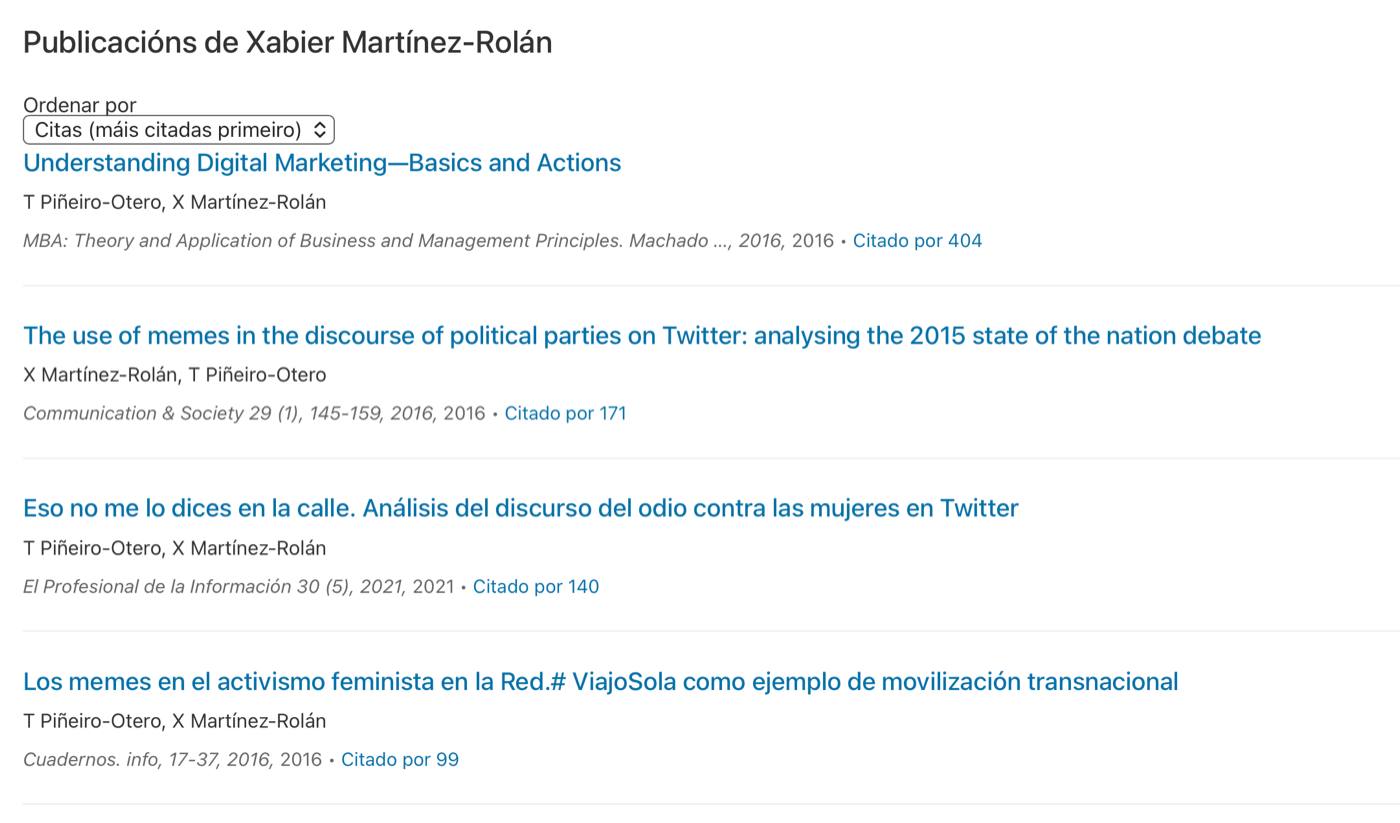 Publicacións de Xabier Martínez-Rolán
Ordenar por
Citas (máis citadas primeiro)
Understanding Digital Marketing—Basics and Actions
T Piñeiro-Otero, X Martínez-Rolán
MBA: Theory and Application of Business and Management Principles. Machado ..., 2016, 2016 • Citado por 404
The use of memes in the discourse of political parties on Twitter: analysing the 2015 state of the nation debate
X Martínez-Rolán, T Piñeiro-Otero
Communication & Society 29 (1), 145-159, 2016, 2016 • Citado por 171
Eso no me lo dices en la calle. Análisis del discurso del odio contra las mujeres en Twitter
T Piñeiro-Otero, X Martínez-Rolán
El Profesional de la Información 30 (5), 2021, 2021 • Citado por 140
Los memes en el activismo feminista en la Red.# ViajoSola como ejemplo de movilización transnacional
T Piñeiro-Otero, X Martínez-Rolán
Cuadernos. info, 17-37, 2016, 2016 • Citado por 99